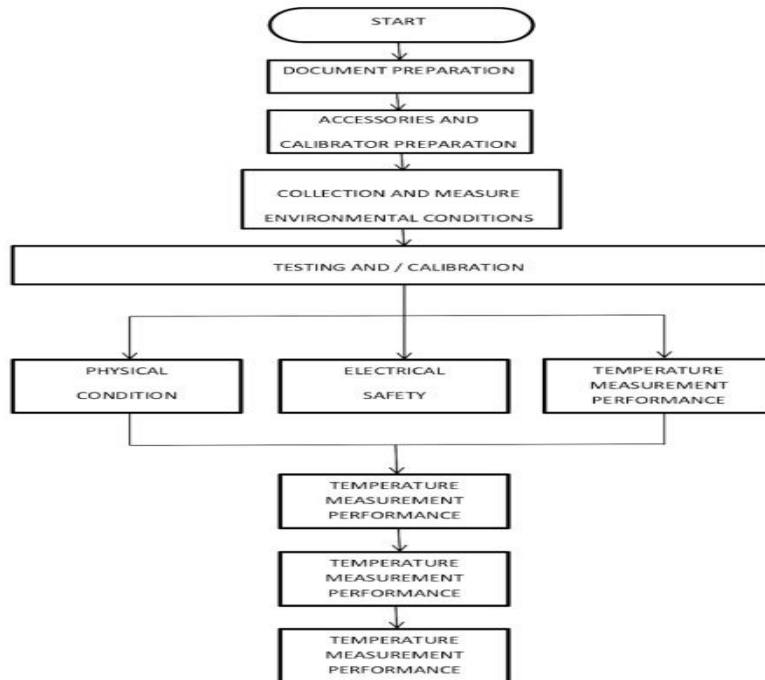 START
DOCUMENT PREPARATION
ACCESSORIES AND
CALIBRATOR PREPARATION
COLLECTION AND MEASURE
ENVIRONMENTAL CONDITIONS
TESTING AND / CALIBRATION
PHYSICAL
CONDITION
ELECTRICAL
SAFETY
TEMPERATURE
MEASUREMENT
PERFORMANCE
TEMPERATURE
MEASUREMENT
PERFORMANCE
TEMPERATURE
MEASUREMENT
PERFORMANCE
TEMPERATURE
MEASUREMENT
PERFORMANCE